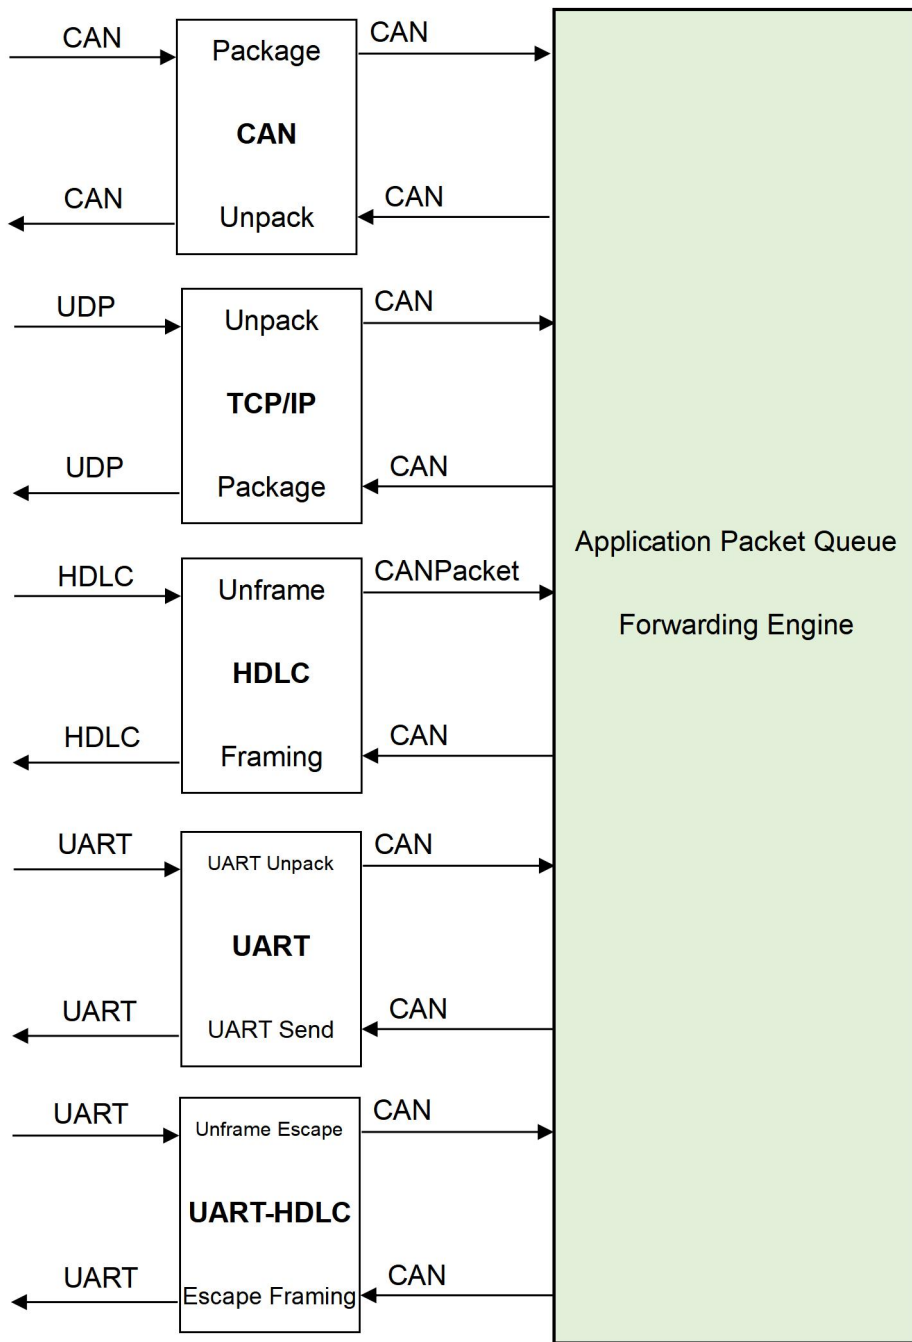 CAN
Package
CAN
CAN
CAN
Unpack
CAN
UDP
Unpack
CAN
TCP/IP
UDP
Package
CAN
HDLC
Unframe
CANPacket
HDLC
HDLC
Framing
CAN
UART
UART Unpack
CAN
UART
UART
UART Send
CAN
UART
Unframe Escape
CAN
UART-HDLC
UART
Escape Framing
CAN
Application Packet Queue
Forwarding Engine